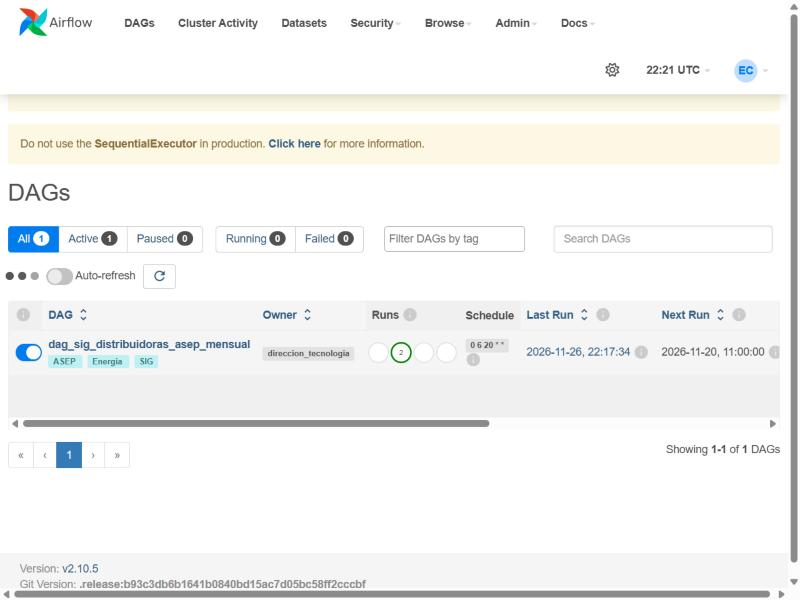 Airflow DAGs Cluster Activity Datasets Security Browse Admin Docs
22:21 UTC EC
Do not use the SequentialExecutor in production. Click here for more information.
DAGs
All 1 Active 1 Paused 0 Running 0 Failed 0 Filter DAGs by tag Search DAGs
Auto-refresh
DAG Owner Runs Schedule Last Run Next Run
dag_sig_distribuidoras_asep_mensual direccion_tecnologia 2 0 6 20 * * 2026-11-26, 22:17:34 2026-11-20, 11:00:00
ASEP Energia SIG
« ‹ 1 › »
Showing 1-1 of 1 DAGs
Version: v2.10.5
Git Version: .release:b93c3db6b1641b0840bd15ac7d05bc58ff2cccbf